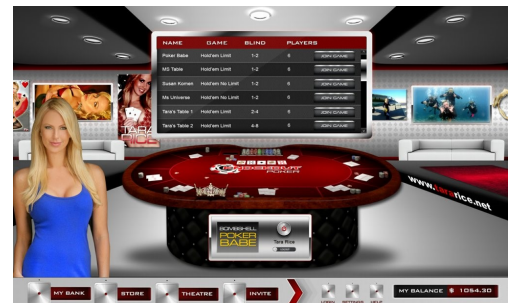 NAME GAME BLIND PLAYERS
Poker Babe Hold'em Limit 1-2 6 JOIN GAME
MS Table Hold'em Limit 1-2 6 JOIN GAME
Susan Komen Hold'em No Limit 1-2 6 JOIN GAME
Ms Universe Hold'em No Limit 1-2 6 JOIN GAME
Tara's Table 1 Hold'em Limit 2-4 6 JOIN GAME
Tara's Table 2 Hold'em Limit 4-8 6 JOIN GAME
TARA
RICE
POKER
www.tararice.net
BOMBSHELL
POKER
BABE
Tara Rice
MY BANK STORE THEATRE INVITE
LOGIN SETTINGS HELP
MY BALANCE $ 1054.30